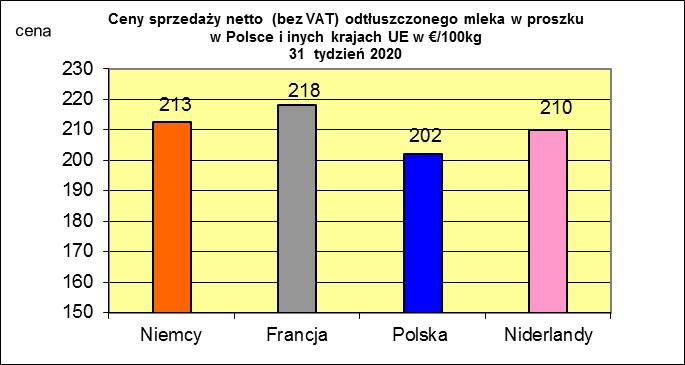 Ceny sprzedaży netto (bez VAT) odtłuszczonego mleka w proszku
w Polsce i inych krajach UE w €/100kg
31 tydzień 2020
cena
230
220
210
200
190
180
170
160
150
213
218
202
210
Niemcy
Francja
Polska
Niderlandy